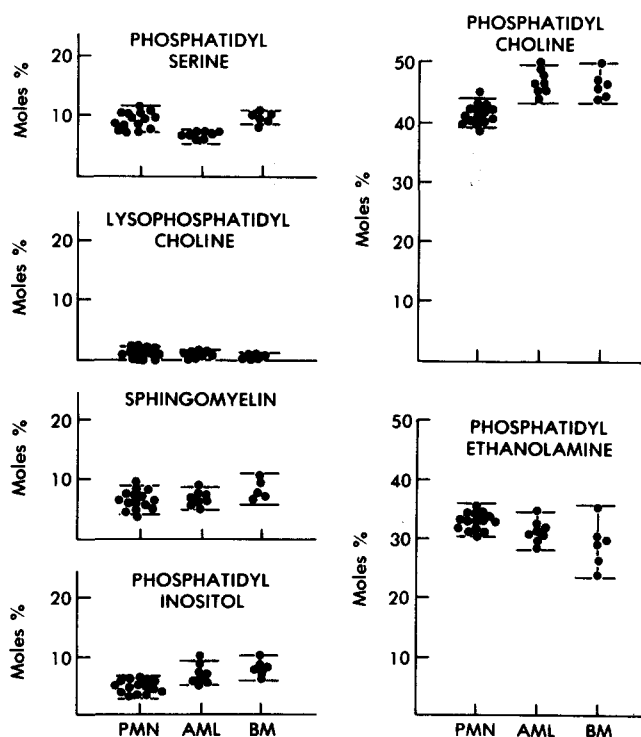 PHOSPHATIDYL
SERINE
Moles %
20
10
LYSOPHOSPHATIDYL
CHOLINE
Moles %
20
10
SPHINGOMYELIN
Moles %
20
10
PHOSPHATIDYL
INOSITOL
Moles %
20
10
PMN AML BM
PHOSPHATIDYL
CHOLINE
Moles %
50
40
30
20
10
PHOSPHATIDYL
ETHANOLAMINE
Moles %
50
40
30
20
10
PMN AML BM